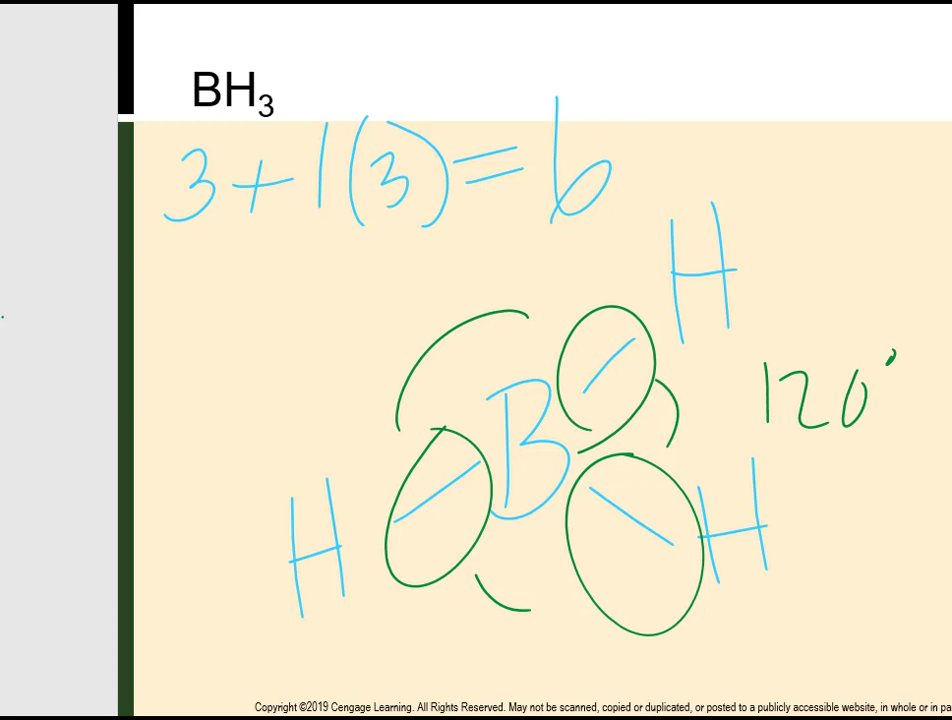 BH₃
3+1(3)=6
H
B
120°
H
H
Copyright ©2019 Cengage Learning. All Rights Reserved. May not be scanned, copied or duplicated, or posted to a publicly accessible website, in whole or in pa